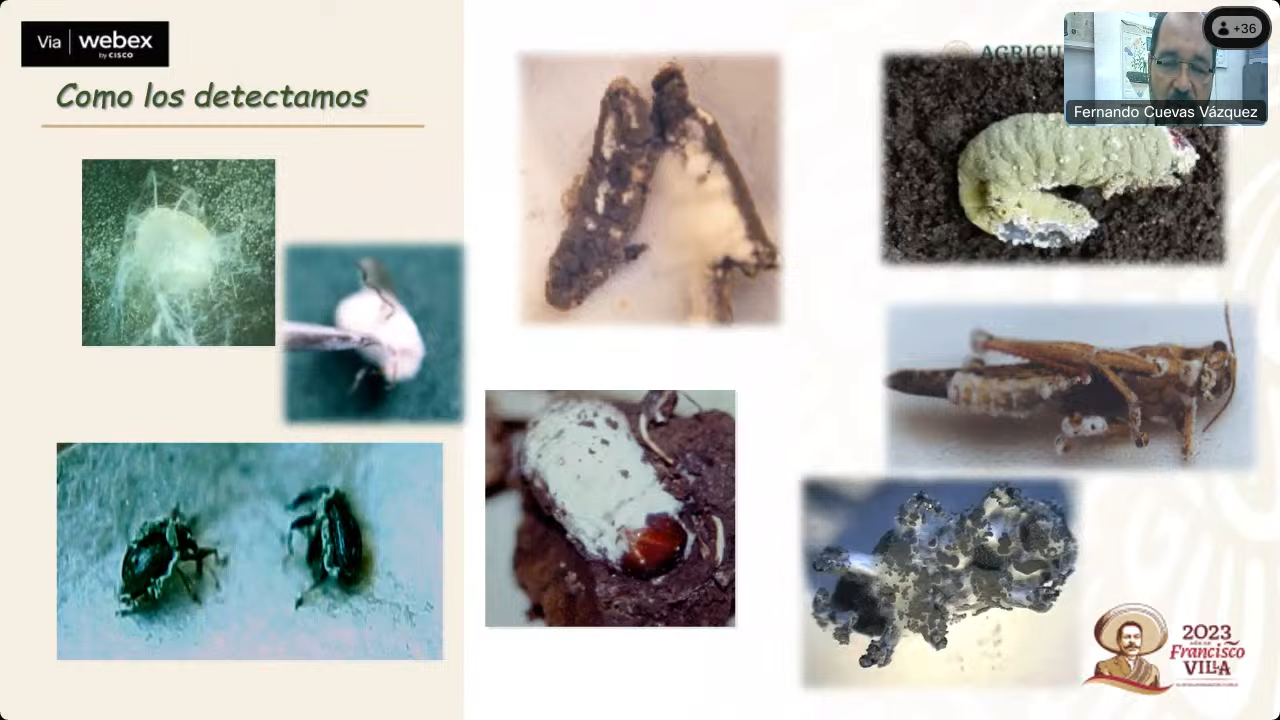 Via webex
by CISCO
Como los detectamos
AGRICU
+36
Fernando Cuevas Vázquez
2023
Francisco
VILLA